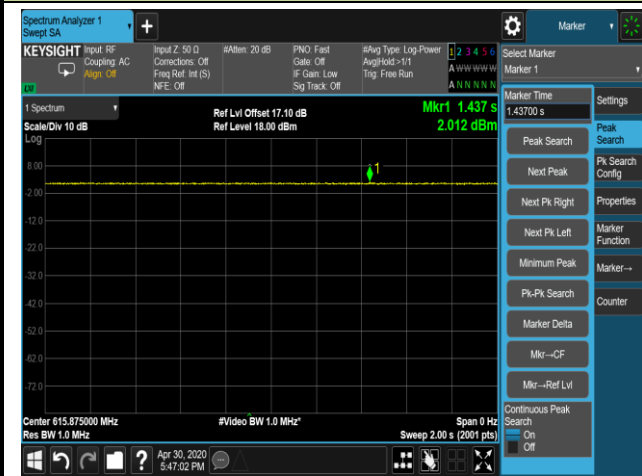 Spectrum Analyzer 1
Swept SA
Marker
KEYSIGHT
Input: RF
Coupling: AC
Align: Off
Input Z: 50 Ω
Corrections: Off
Freq Ref: Int (S)
NFE: Off
#Atten: 20 dB
PNO: Fast
Gate: Off
IF Gain: Low
Sig Track: Off
#Avg Type: Log-Power
Avg|Hold:>1/1
Trig: Free Run
1 2 3 4 5 6
A W W W W W
A N N N N N
Select Marker
Marker 1
LXI
1 Spectrum
Scale/Div 10 dB
Log
Ref Lvl Offset 17.10 dB
Ref Level 18.00 dBm
Mkr1 1.437 s
2.012 dBm
1
8.00
-2.00
-12.0
-22.0
-32.0
-42.0
-52.0
-62.0
-72.0
Center 615.875000 MHz
Res BW 1.0 MHz
#Video BW 1.0 MHz*
Span 0 Hz
Sweep 2.00 s (2001 pts)
Marker Time
1.43700 s
Peak Search
Next Peak
Next Pk Right
Next Pk Left
Minimum Peak
Pk-Pk Search
Marker Delta
Mkr→CF
Mkr→Ref Lvl
Continuous Peak
Search
On
Off
Settings
Peak
Search
Pk Search
Config
Properties
Marker
Function
Marker→
Counter
?
Apr 30, 2020
5:47:02 PM